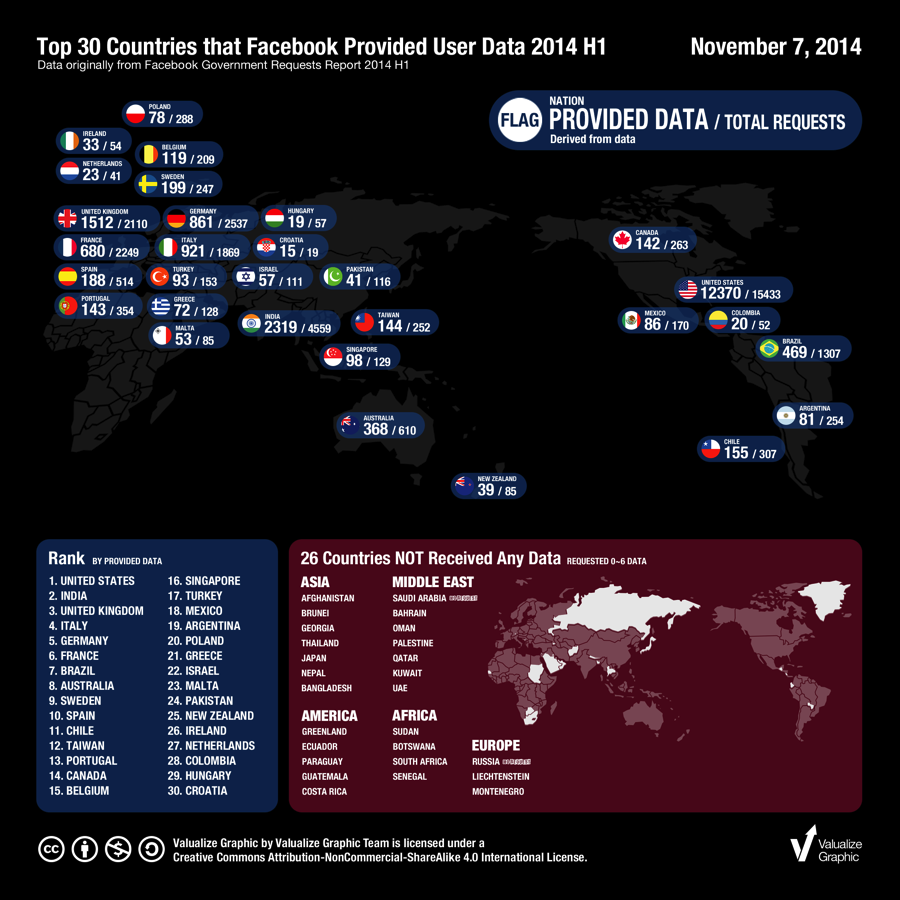 Top 30 Countries that Facebook Provided User Data 2014 H1
November 7, 2014
Data originally from Facebook Government Requests Report 2014 H1
FLAG
NATION
PROVIDED DATA / TOTAL REQUESTS
Derived from data
POLAND
78 / 288
IRELAND
33 / 54
BELGIUM
119 / 209
NETHERLANDS
23 / 41
SWEDEN
199 / 247
UNITED KINGDOM
1512 / 2110
GERMANY
861 / 2537
HUNGARY
19 / 57
FRANCE
680 / 2249
ITALY
921 / 1869
CROATIA
15 / 19
SPAIN
188 / 514
TURKEY
93 / 153
ISRAEL
57 / 111
PAKISTAN
41 / 116
PORTUGAL
143 / 354
GREECE
72 / 128
MALTA
53 / 85
INDIA
2319 / 4559
TAIWAN
144 / 252
SINGAPORE
98 / 129
AUSTRALIA
368 / 610
NEW ZEALAND
39 / 85
CANADA
142 / 263
UNITED STATES
12370 / 15433
MEXICO
86 / 170
COLOMBIA
20 / 52
BRAZIL
469 / 1307
ARGENTINA
81 / 254
CHILE
155 / 307
Rank BY PROVIDED DATA
1. UNITED STATES
2. INDIA
3. UNITED KINGDOM
4. ITALY
5. GERMANY
6. FRANCE
7. BRAZIL
8. AUSTRALIA
9. SWEDEN
10. SPAIN
11. CHILE
12. TAIWAN
13. PORTUGAL
14. CANADA
15. BELGIUM
16. SINGAPORE
17. TURKEY
18. MEXICO
19. ARGENTINA
20. POLAND
21. GREECE
22. ISRAEL
23. MALTA
24. PAKISTAN
25. NEW ZEALAND
26. IRELAND
27. NETHERLANDS
28. COLOMBIA
29. HUNGARY
30. CROATIA
26 Countries NOT Received Any Data REQUESTED 0~6 DATA
ASIA
AFGHANISTAN
BRUNEI
GEORGIA
THAILAND
JAPAN
NEPAL
BANGLADESH
MIDDLE EAST
SAUDI ARABIA
BAHRAIN
OMAN
PALESTINE
QATAR
KUWAIT
UAE
AMERICA
GREENLAND
ECUADOR
PARAGUAY
GUATEMALA
COSTA RICA
AFRICA
SUDAN
BOTSWANA
SOUTH AFRICA
SENEGAL
EUROPE
RUSSIA
LIECHTENSTEIN
MONTENEGRO
cc
Valualize Graphic by Valualize Graphic Team is licensed under a
Creative Commons Attribution-NonCommercial-ShareAlike 4.0 International License.
Valualize
Graphic